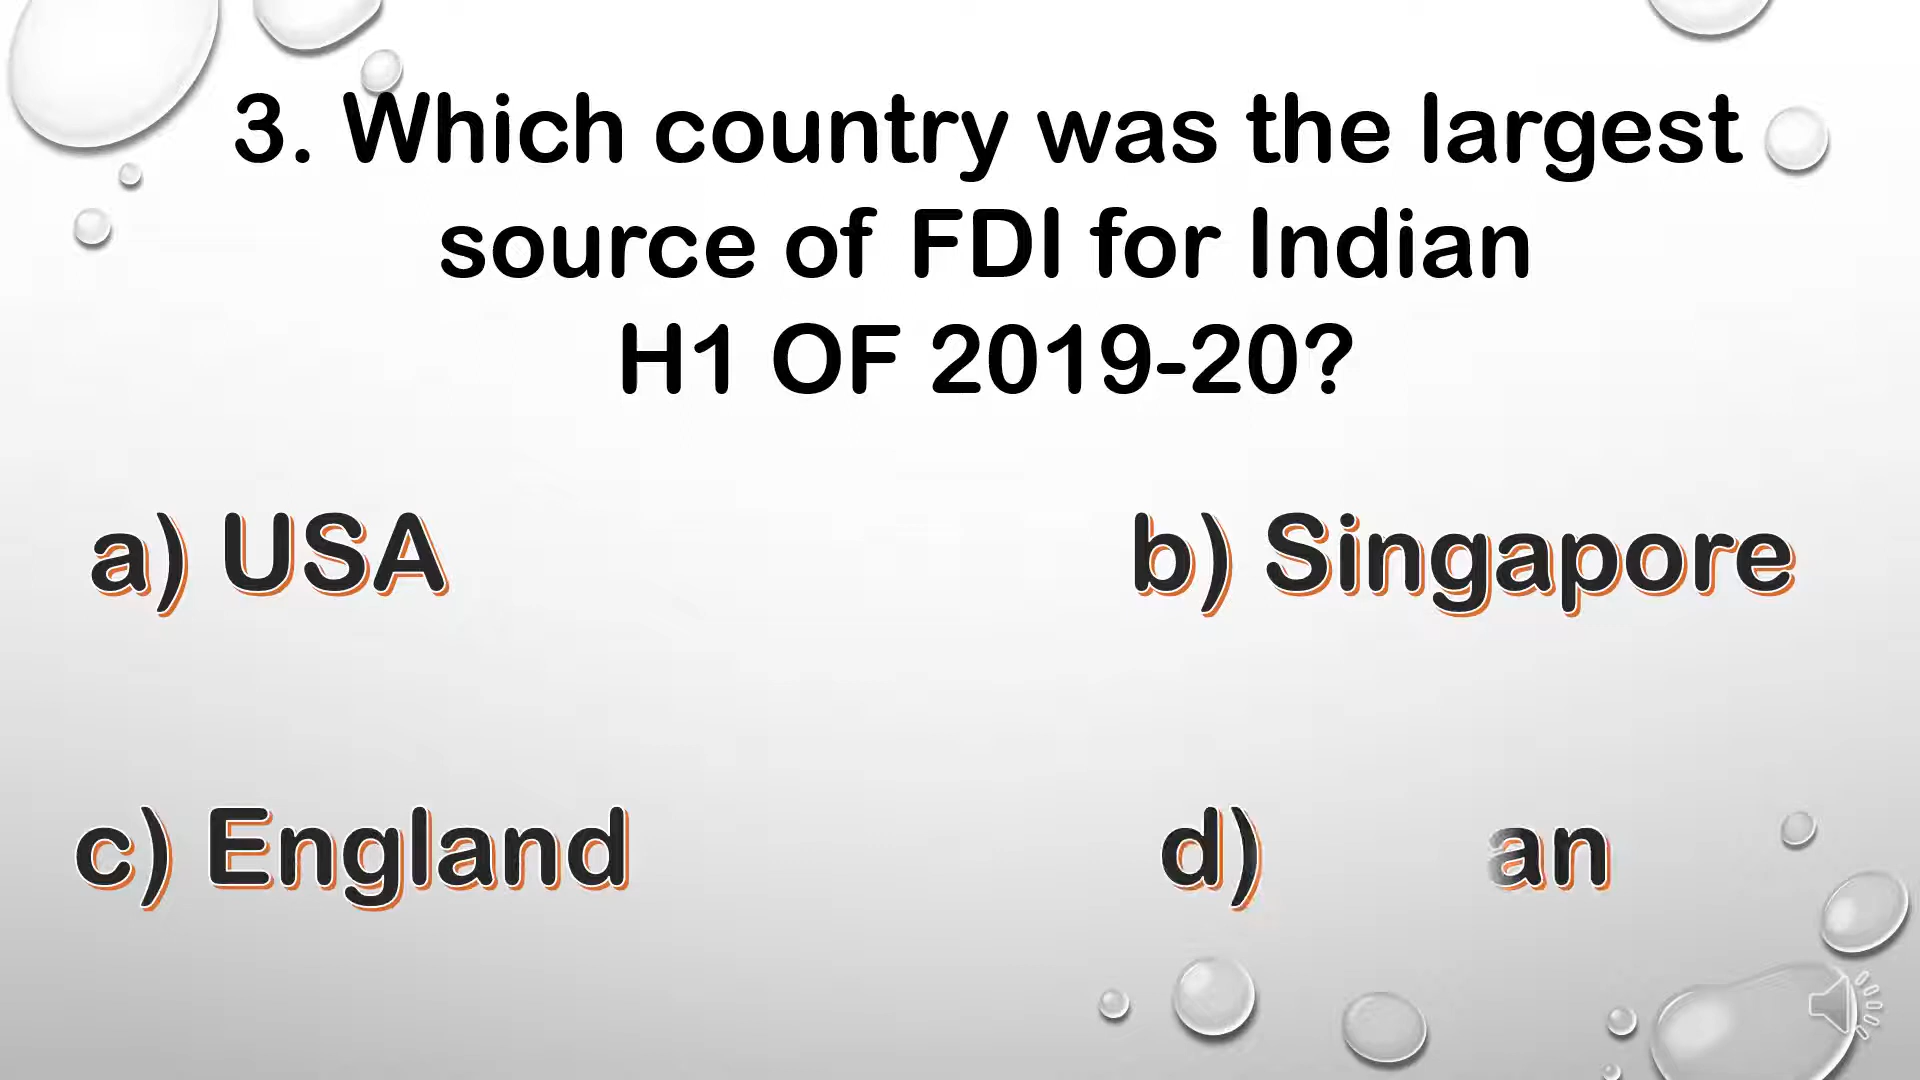 3. Which country was the largest
source of FDI for Indian
H1 OF 2019-20?
a) USA
b) Singapore
c) England
d) an